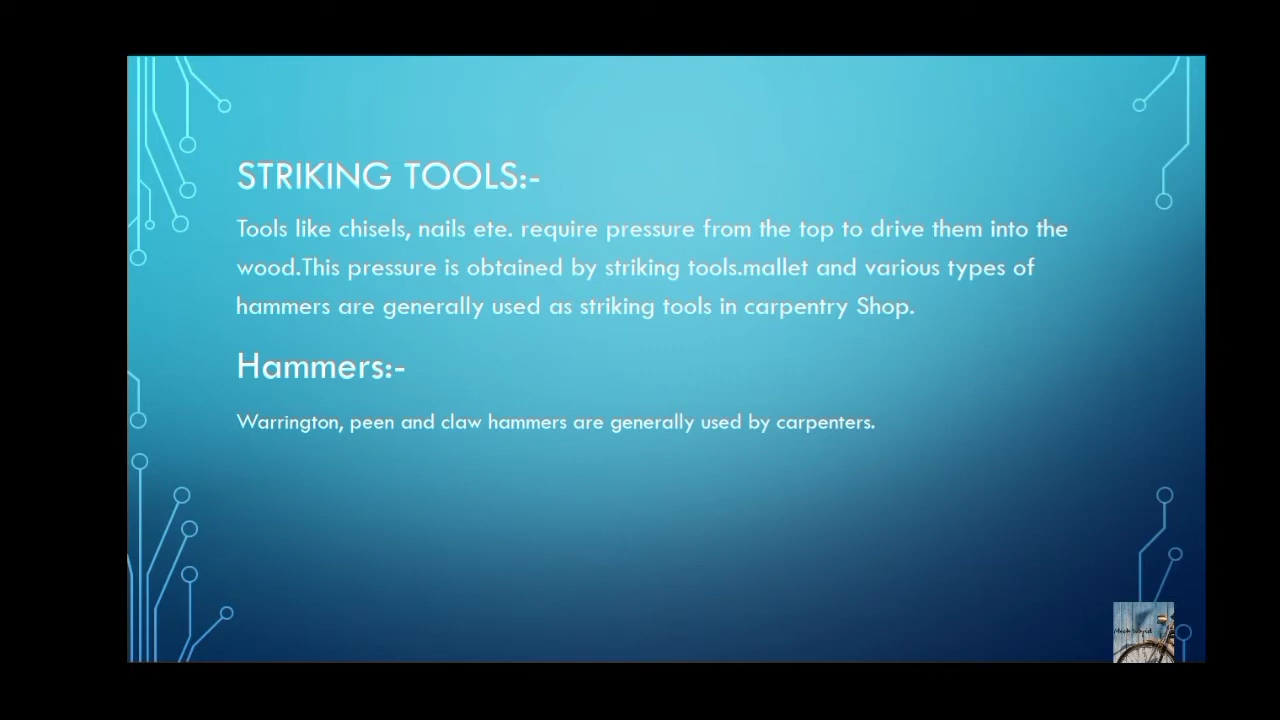 STRIKING TOOLS:-
Tools like chisels, nails ete. require pressure from the top to drive them into the
wood.This pressure is obtained by striking tools.mallet and various types of
hammers are generally used as striking tools in carpentry Shop.
Hammers:-
Warrington, peen and claw hammers are generally used by carpenters.